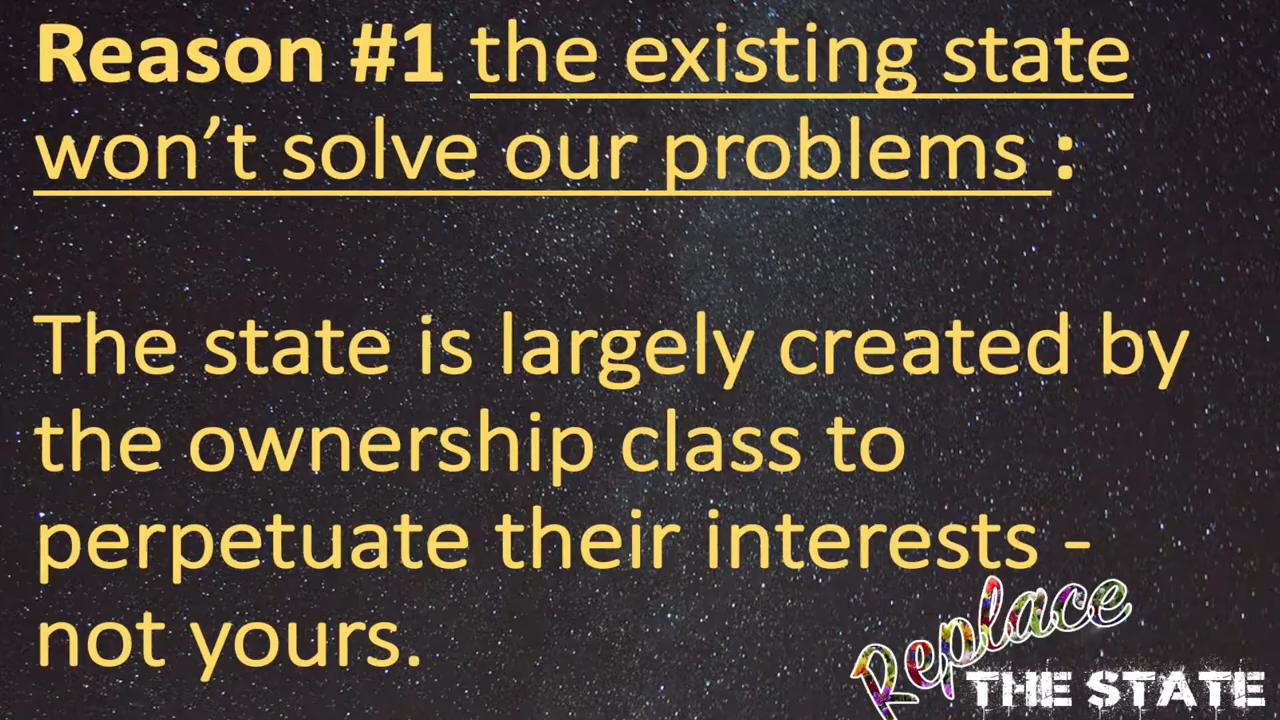 Reason #1 the existing state
won’t solve our problems :
The state is largely created by
the ownership class to
perpetuate their interests -
not yours.
Replace
THE STATE